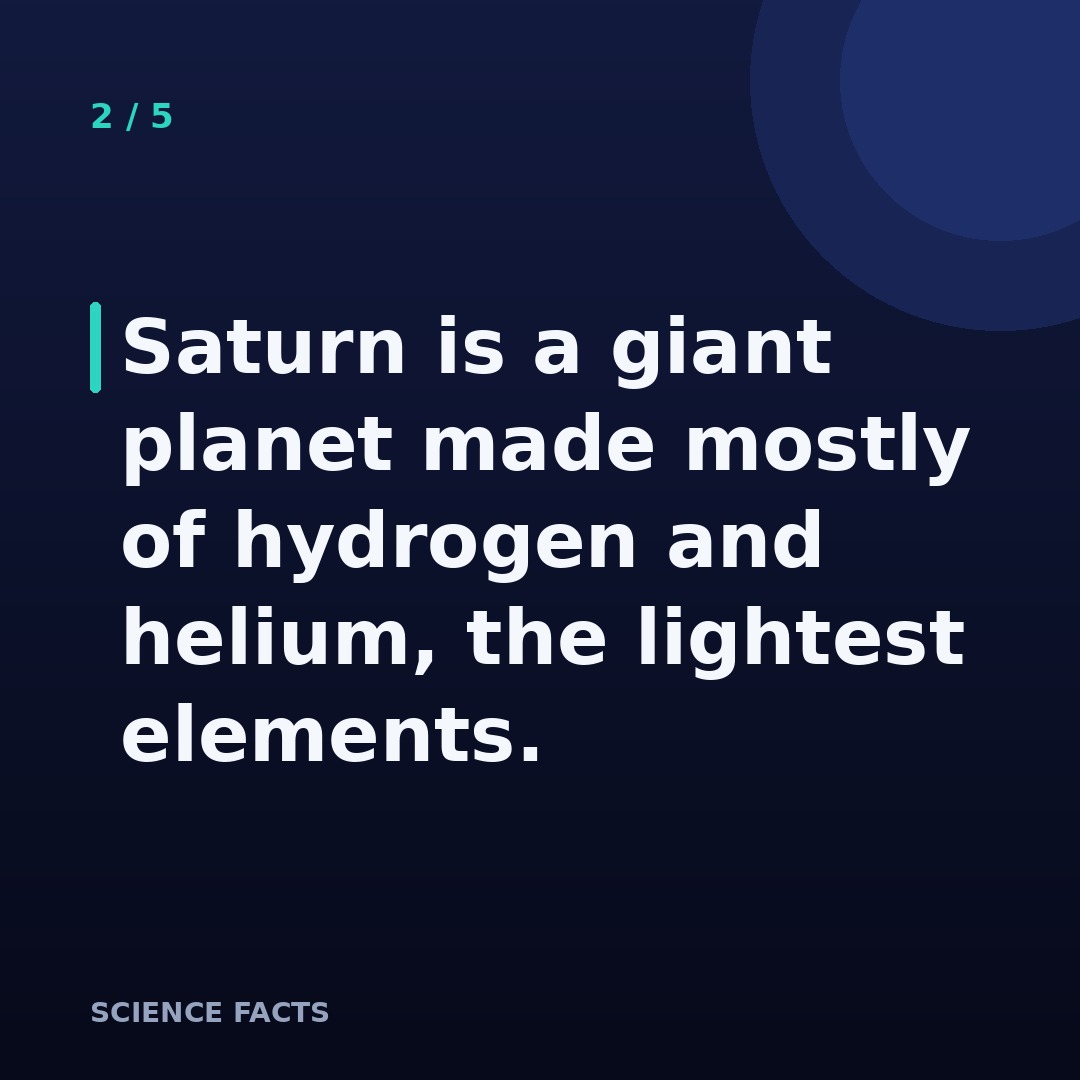 2 / 5
Saturn is a giant
planet made mostly
of hydrogen and
helium, the lightest
elements.
SCIENCE FACTS